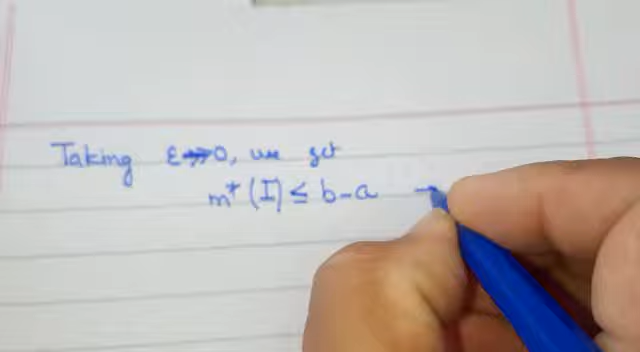 Taking ε→0, we get
m* (I) ≤ b-a